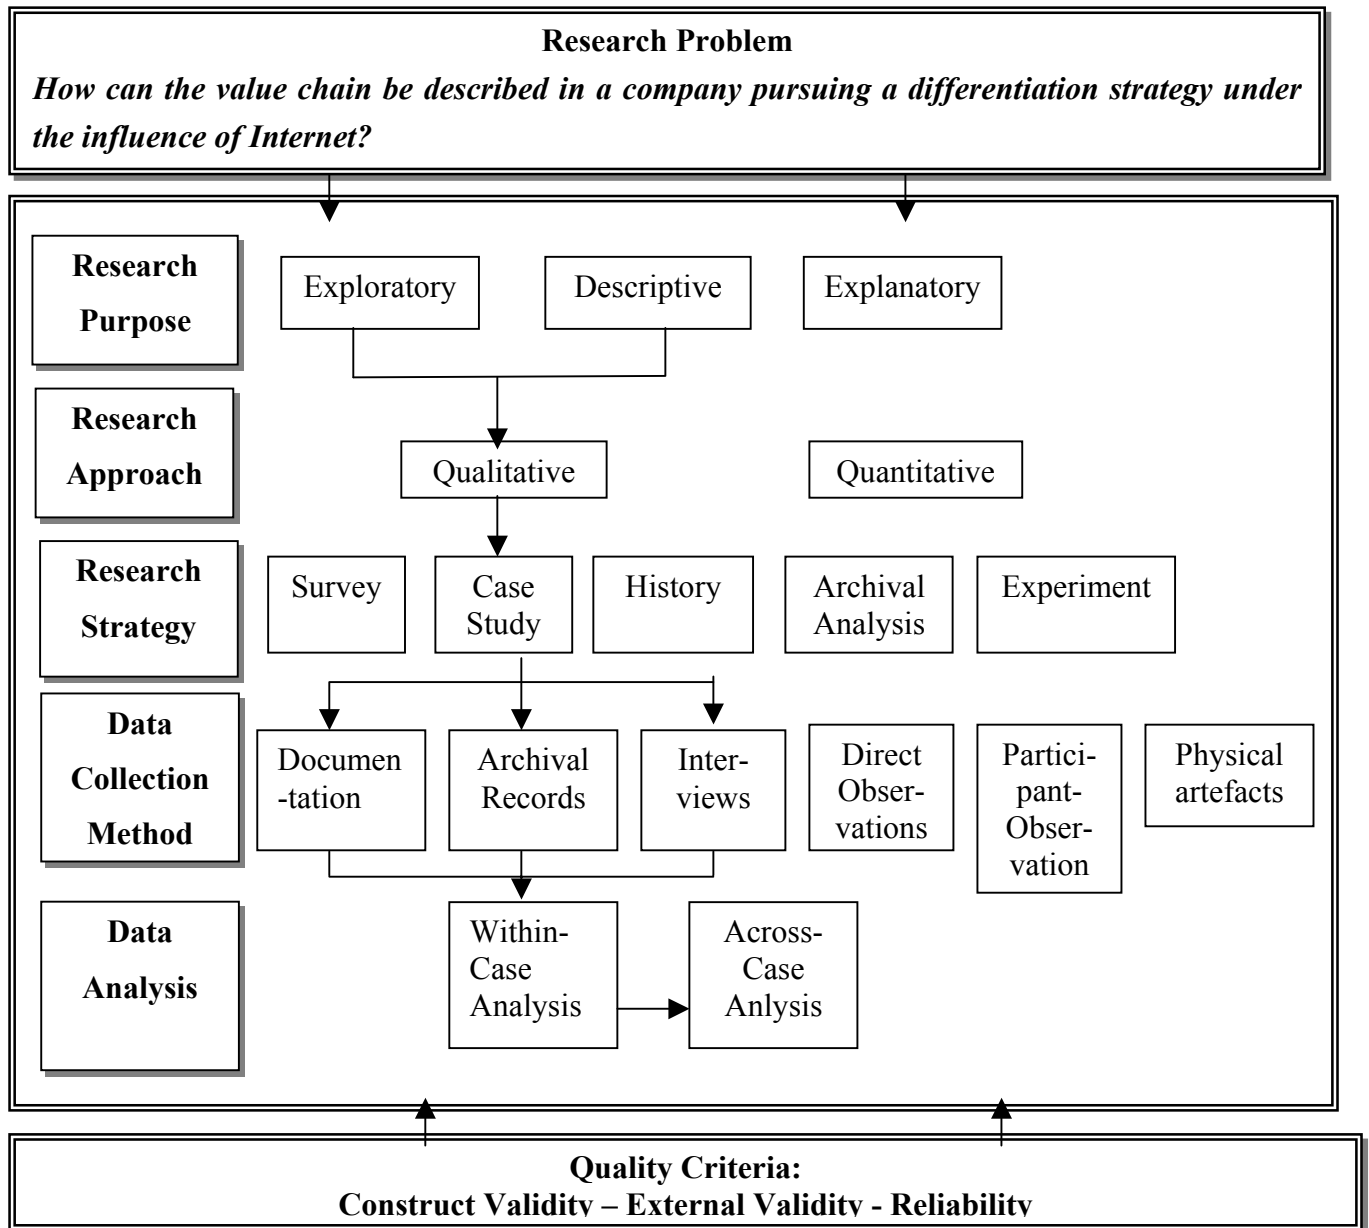 Research Problem
How can the value chain be described in a company pursuing a differentiation strategy under
the influence of Internet?
Research
Purpose
Exploratory
Descriptive
Explanatory
Research
Approach
Qualitative
Quantitative
Research
Strategy
Survey
Case
Study
History
Archival
Analysis
Experiment
Data
Collection
Method
Documen
-tation
Archival
Records
Inter-
views
Direct
Obser-
vations
Partici-
pant-
Obser-
vation
Physical
artefacts
Data
Analysis
Within-
Case
Analysis
Across-
Case
Anlysis
Quality Criteria:
Construct Validity – External Validity - Reliability